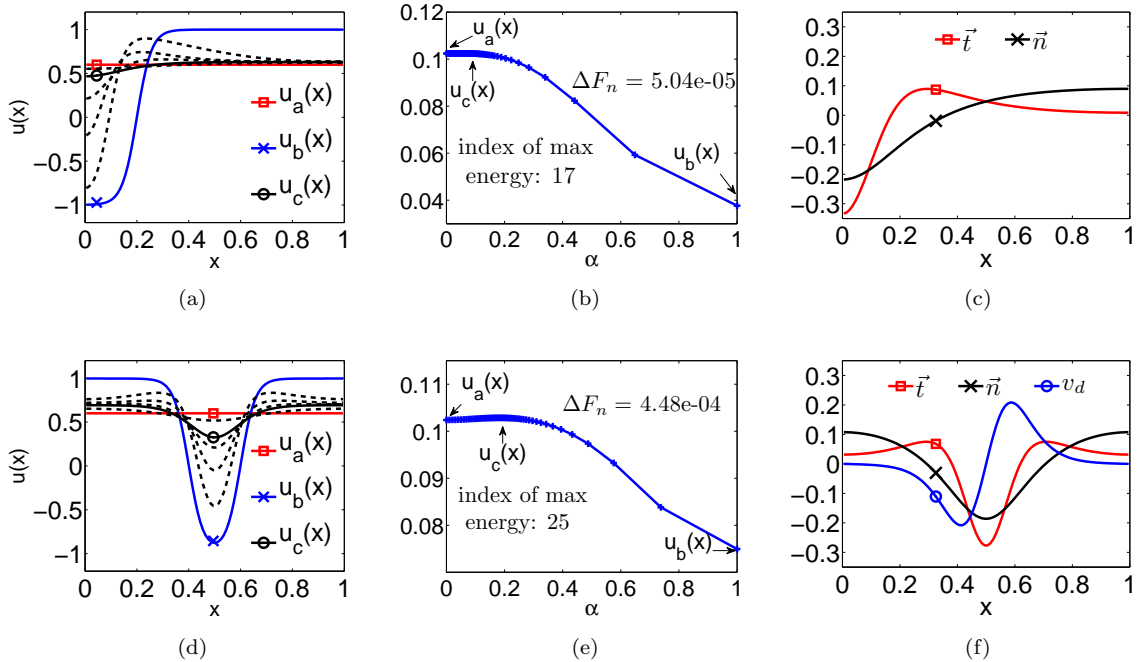 1
0.5
0
−0.5
−1
u(x)
u_a(x)
u_b(x)
u_c(x)
0 0.2 0.4 0.6 0.8 1
x
(a)
0.12
0.1
0.08
0.06
0.04
u_a(x)
u_c(x)
ΔF_n = 5.04e-05
index of max
energy: 17
u_b(x)
0 0.2 0.4 0.6 0.8 1
α
(b)
0.3
0.2
0.1
0
−0.1
−0.2
−0.3
t⃗ n⃗
0 0.2 0.4 0.6 0.8 1
x
(c)
1
0.5
0
−0.5
−1
u(x)
u_a(x)
u_b(x)
u_c(x)
0 0.2 0.4 0.6 0.8 1
x
(d)
0.11
0.1
0.09
0.08
u_a(x)
u_c(x)
ΔF_n = 4.48e-04
index of max
energy: 25
u_b(x)
0 0.2 0.4 0.6 0.8 1
α
(e)
0.3
0.2
0.1
0
−0.1
−0.2
−0.3
t⃗ n⃗ v_d
0 0.2 0.4 0.6 0.8 1
x
(f)